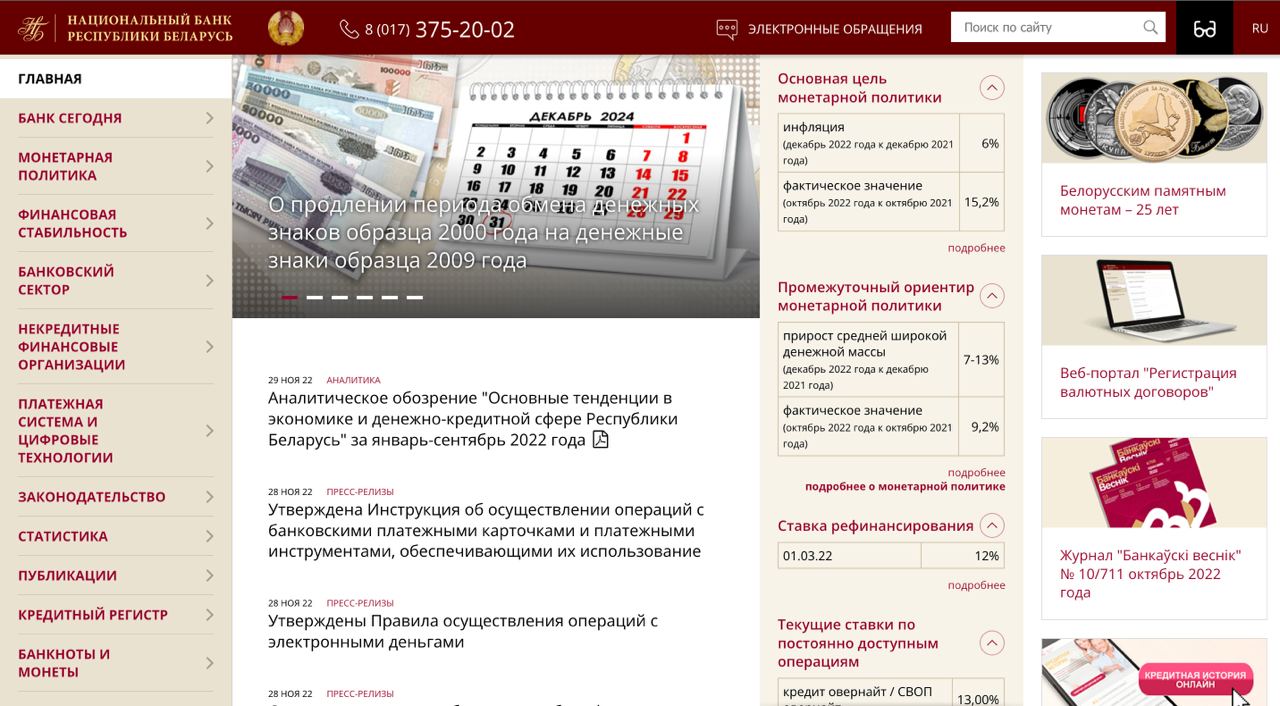 НАЦИОНАЛЬНЫЙ БАНК
РЕСПУБЛИКИ БЕЛАРУСЬ
8 (017) 375-20-02
ЭЛЕКТРОННЫЕ ОБРАЩЕНИЯ
Поиск по сайту
RU
ГЛАВНАЯ
БАНК СЕГОДНЯ
МОНЕТАРНАЯ
ПОЛИТИКА
ФИНАНСОВАЯ
СТАБИЛЬНОСТЬ
БАНКОВСКИЙ
СЕКТОР
НЕКРЕДИТНЫЕ
ФИНАНСОВЫЕ
ОРГАНИЗАЦИИ
ПЛАТЕЖНАЯ
СИСТЕМА И
ЦИФРОВЫЕ
ТЕХНОЛОГИИ
ЗАКОНОДАТЕЛЬСТВО
СТАТИСТИКА
ПУБЛИКАЦИИ
КРЕДИТНЫЙ РЕГИСТР
БАНКНОТЫ И
МОНЕТЫ
100000
ДЕКАБРЬ 2024
1
2 3 4 5 6 7 8
9 10 11 12 13 14 15
16 17 18 19 20 21 22
23 24 25 26 27 28 29
30 31
О продлении периода обмена денежных
знаков образца 2000 года на денежные
знаки образца 2009 года
29 НОЯ 22 АНАЛИТИКА
Аналитическое обозрение "Основные тенденции в
экономике и денежно-кредитной сфере Республики
Беларусь" за январь-сентябрь 2022 года
28 НОЯ 22 ПРЕСС-РЕЛИЗЫ
Утверждена Инструкция об осуществлении операций с
банковскими платежными карточками и платежными
инструментами, обеспечивающими их использование
28 НОЯ 22 ПРЕСС-РЕЛИЗЫ
Утверждены Правила осуществления операций с
электронными деньгами
28 НОЯ 22 ПРЕСС-РЕЛИЗЫ
Основная цель
монетарной политики
инфляция
(декабрь 2022 года к декабрю 2021
года)
6%
фактическое значение
(октябрь 2022 года к октябрю 2021
года)
15,2%
подробнее
Промежуточный ориентир
монетарной политики
прирост средней широкой
денежной массы
(декабрь 2022 года к декабрю
2021 года)
7-13%
фактическое значение
(октябрь 2022 года к октябрю 2021
года)
9,2%
подробнее
подробнее о монетарной политике
Ставка рефинансирования
01.03.22 12%
подробнее
Текущие ставки по
постоянно доступным
операциям
кредит овернайт / СВОП
13,00%
Белорусским памятным
монетам – 25 лет
Веб-портал "Регистрация
валютных договоров"
Банкаўскі
Веснік
Журнал "Банкаўскі веснік"
№ 10/711 октябрь 2022
года
КРЕДИТНАЯ ИСТОРИЯ
ОНЛАЙН